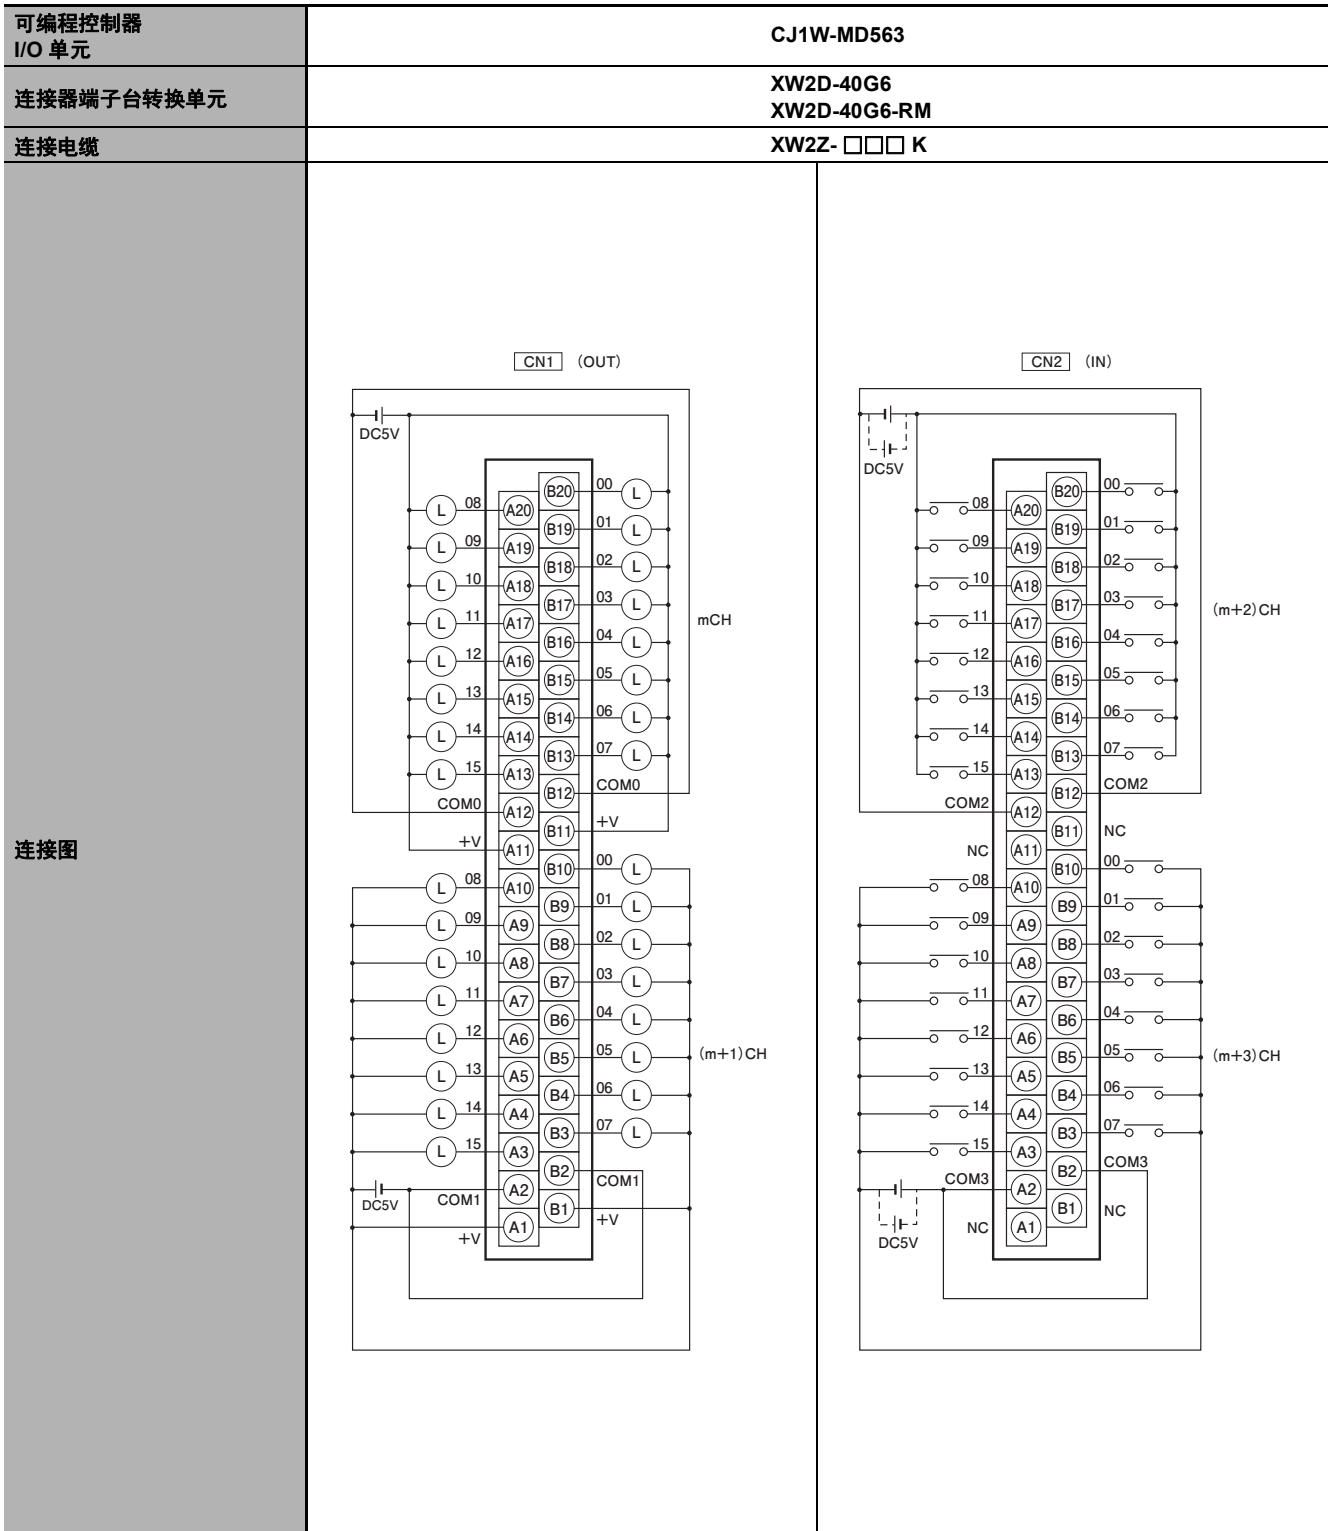 可编程控制器
I/O 单元
CJ1W-MD563
连接器端子台转换单元
XW2D-40G6
XW2D-40G6-RM
连接电缆
XW2Z- □□□ K
连接图
CN1 (OUT)
DC5V
B20 00 L
L 08 A20
B19 01 L
L 09 A19
B18 02 L
L 10 A18
B17 03 L
mCH
L 11 A17
B16 04 L
L 12 A16
B15 05 L
L 13 A15
B14 06 L
L 14 A14
B13 07 L
L 15 A13
B12 COM0
COM0 A12
B11 +V
+V A11
B10 00 L
L 08 A10
B9 01 L
L 09 A9
B8 02 L
L 10 A8
B7 03 L
L 11 A7
B6 04 L
L 12 A6
B5 05 L
(m+1)CH
L 13 A5
B4 06 L
L 14 A4
B3 07 L
L 15 A3
B2 COM1
DC5V COM1 A2
B1 +V
+V A1
CN2 (IN)
DC5V
B20 00
08 A20
B19 01
09 A19
B18 02
10 A18
B17 03
(m+2)CH
11 A17
B16 04
12 A16
B15 05
13 A15
B14 06
14 A14
B13 07
15 A13
B12 COM2
COM2 A12
B11 NC
NC A11
B10 00
08 A10
B9 01
09 A9
B8 02
10 A8
B7 03
11 A7
B6 04
12 A6
B5 05
(m+3)CH
13 A5
B4 06
14 A4
B3 07
15 A3
B2 COM3
COM3 A2
B1 NC
NC A1
DC5V